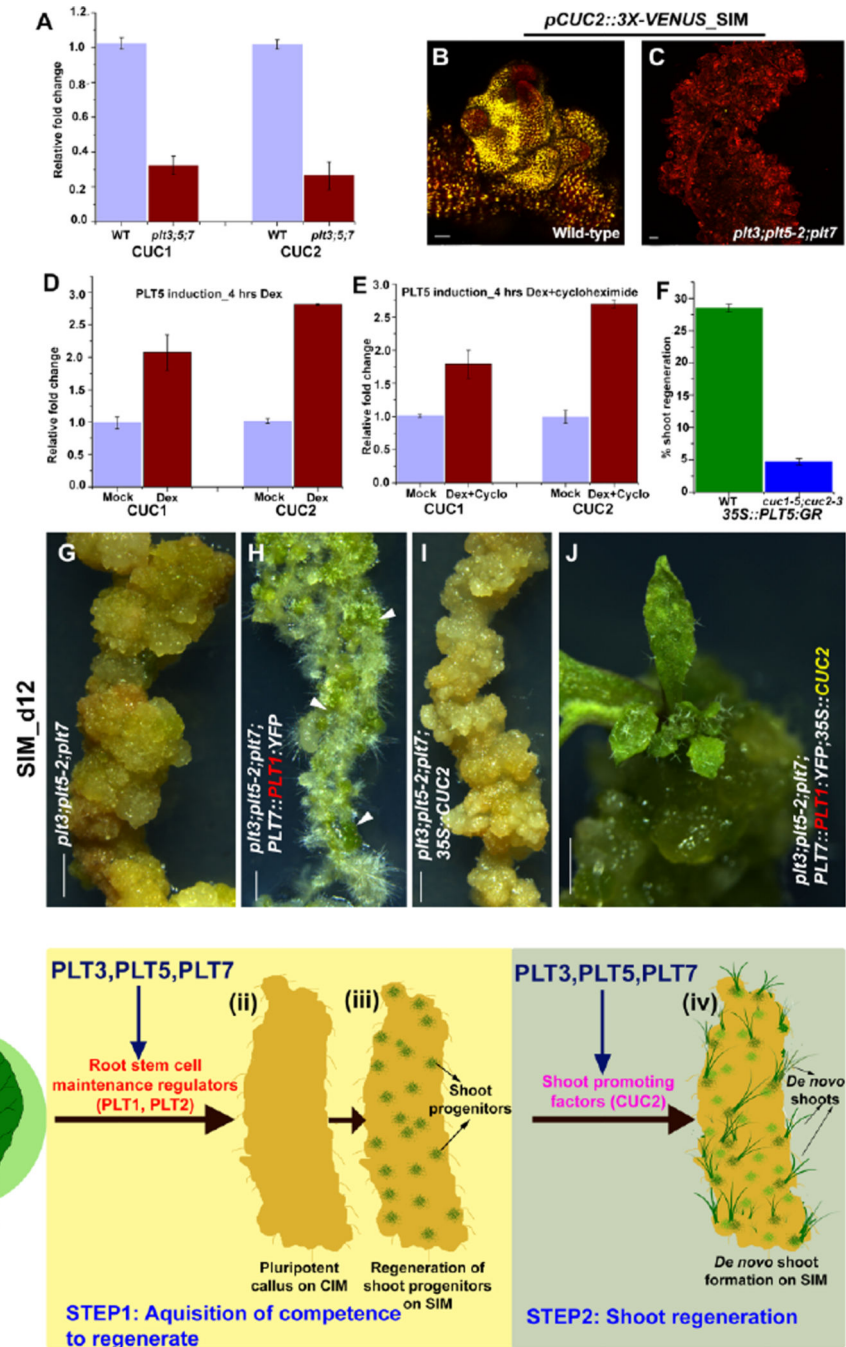 A
1.2
1.0
0.8
0.6
0.4
0.2
0.0
Relative fold change
WT
plt3;5;7
WT
plt3;5;7
CUC1
CUC2
pCUC2::3X-VENUS_SIM
B
Wild-type
C
plt3;plt5-2;plt7
D
PLT5 induction_4 hrs Dex
3.0
2.5
2.0
1.5
1.0
0.5
0.0
Relative fold change
Mock
Dex
Mock
Dex
CUC1
CUC2
E
PLT5 induction_4 hrs Dex+cycloheximide
3.0
2.5
2.0
1.5
1.0
0.5
0.0
Relative fold change
Mock
Dex+Cyclo
Mock
Dex+Cyclo
CUC1
CUC2
F
30
25
20
15
10
5
0
% shoot regeneration
WT
cuc1-5;cuc2-3
35S::PLT5:GR
SIM_d12
G
plt3;plt5-2;plt7
H
plt3;plt5-2;plt7;
PLT7::PLT1:YFP
I
plt3;plt5-2;plt7;
35S::CUC2
J
plt3;plt5-2;plt7;
PLT7::PLT1:YFP;35S::CUC2
PLT3,PLT5,PLT7
Root stem cell
maintenance regulators
(PLT1, PLT2)
(ii)
(iii)
Shoot
progenitors
Pluripotent
callus on CIM
Regeneration of
shoot progenitors
on SIM
STEP1: Aquisition of competence
to regenerate
PLT3,PLT5,PLT7
Shoot promoting
factors (CUC2)
(iv)
De novo
shoots
De novo shoot
formation on SIM
STEP2: Shoot regeneration